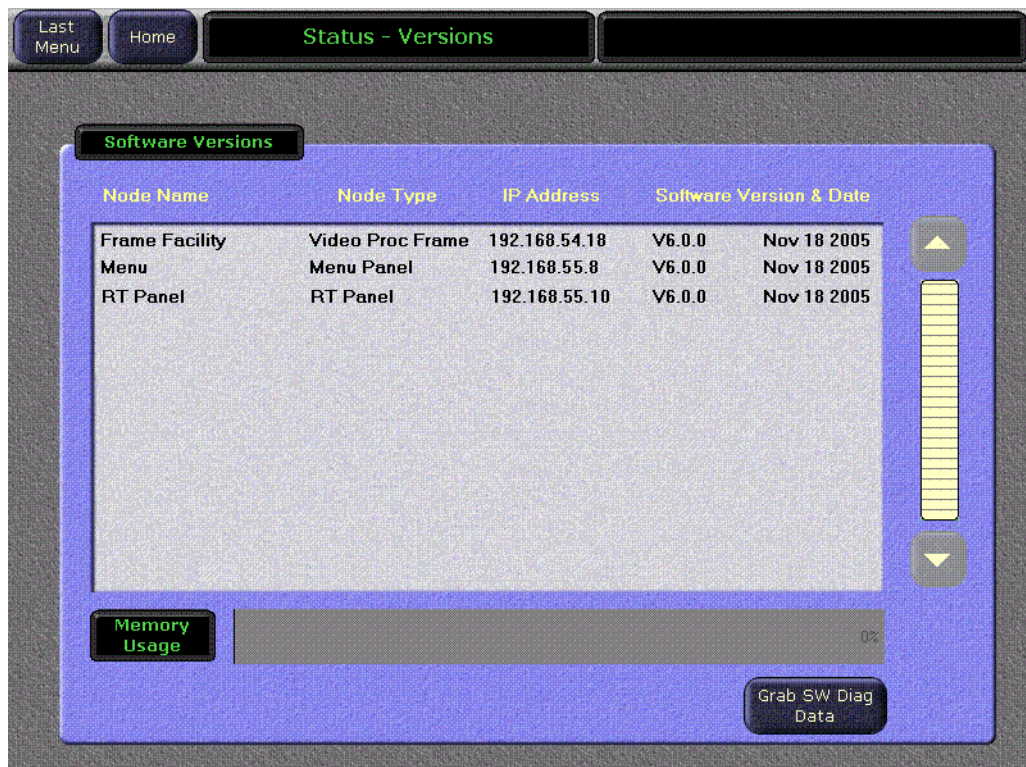 Last Menu
Home
Status - Versions
Software Versions
Node Name Node Type IP Address Software Version & Date
Frame Facility Video Proc Frame 192.168.54.18 V6.0.0 Nov 18 2005
Menu Menu Panel 192.168.55.8 V6.0.0 Nov 18 2005
RT Panel RT Panel 192.168.55.10 V6.0.0 Nov 18 2005
Memory
Usage
0%
Grab SW Diag
Data